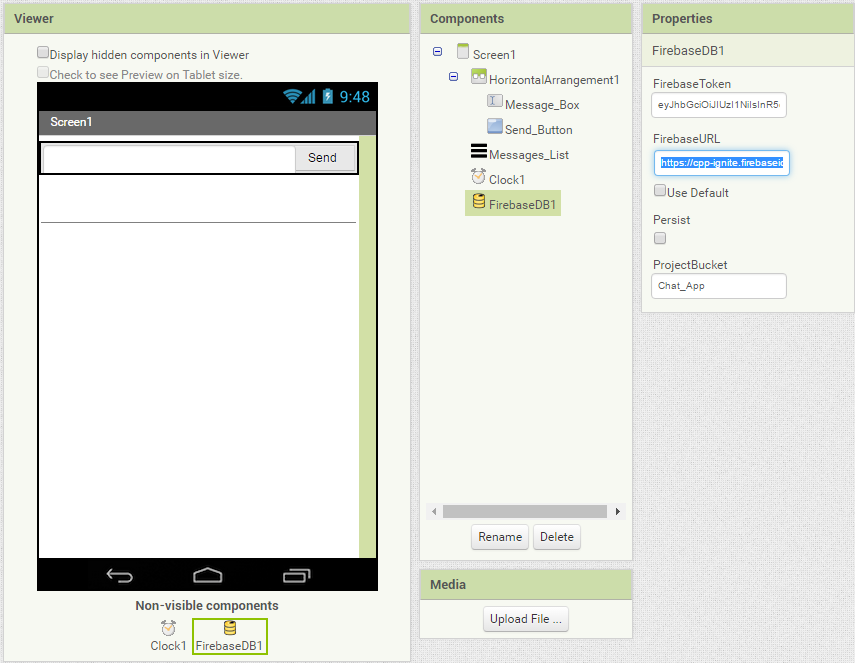 Viewer
Display hidden components in Viewer
Check to see Preview on Tablet size.
9:48
Screen1
Send
Non-visible components
Clock1
FirebaseDB1
Components
Screen1
HorizontalArrangement1
Message_Box
Send_Button
Messages_List
Clock1
FirebaseDB1
Rename
Delete
Media
Upload File ...
Properties
FirebaseDB1
FirebaseToken
FirebaseURL
https://cpp-ignite.firebaseio
Use Default
Persist
ProjectBucket
Chat_App